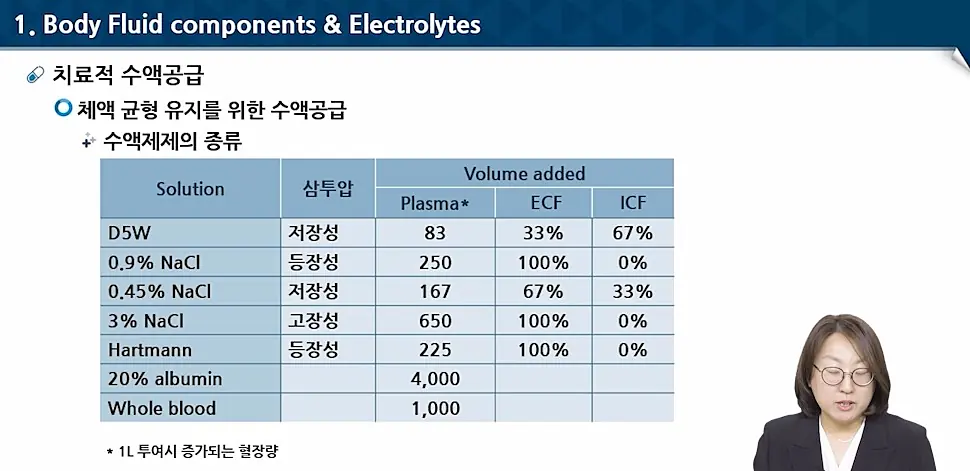 1. Body Fluid components & Electrolytes
치료적 수액공급
체액 균형 유지를 위한 수액공급
수액제제의 종류
Solution 삼투압 Volume added
Plasma* ECF ICF
D5W 저장성 83 33% 67%
0.9% NaCl 등장성 250 100% 0%
0.45% NaCl 저장성 167 67% 33%
3% NaCl 고장성 650 100% 0%
Hartmann 등장성 225 100% 0%
20% albumin 4,000
Whole blood 1,000
* 1L 투여시 증가되는 혈장량